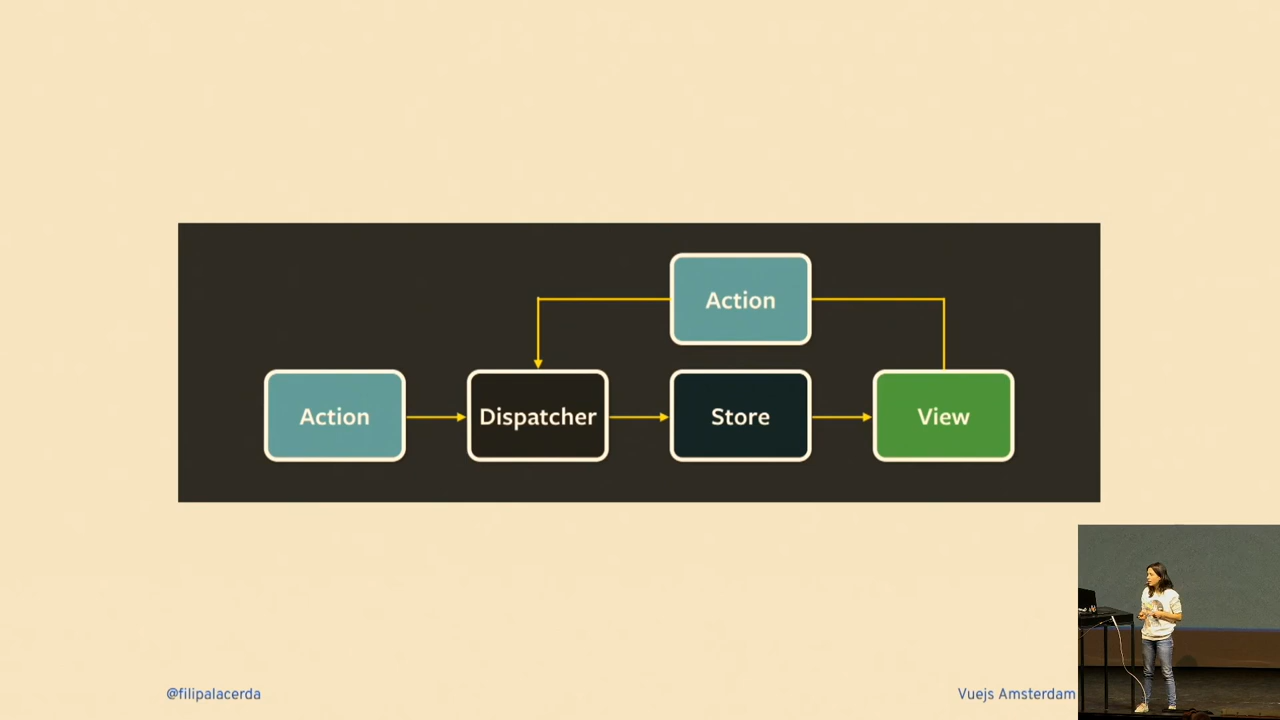 Action
Action
Dispatcher
Store
View
@filipalacerda
Vuejs Amsterdam